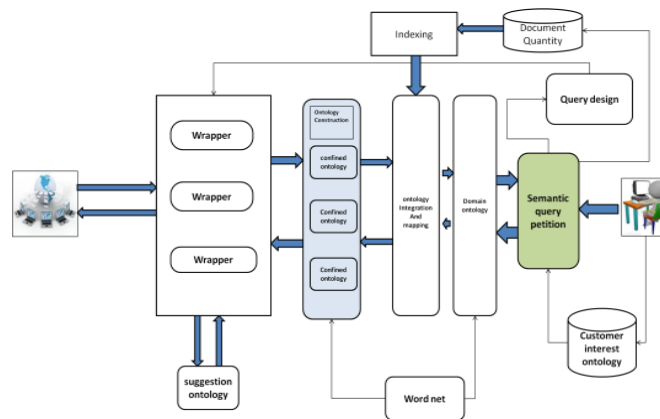 Indexing
Document
Quantity
Query design
Ontology
Construction
Wrapper
confined
ontology
Wrapper
Confined
ontology
Wrapper
Confined
ontology
ontology
Integration
And
mapping
Domain
ontology
Semantic
query
petition
suggestion
ontology
Word net
Customer
interest
ontology